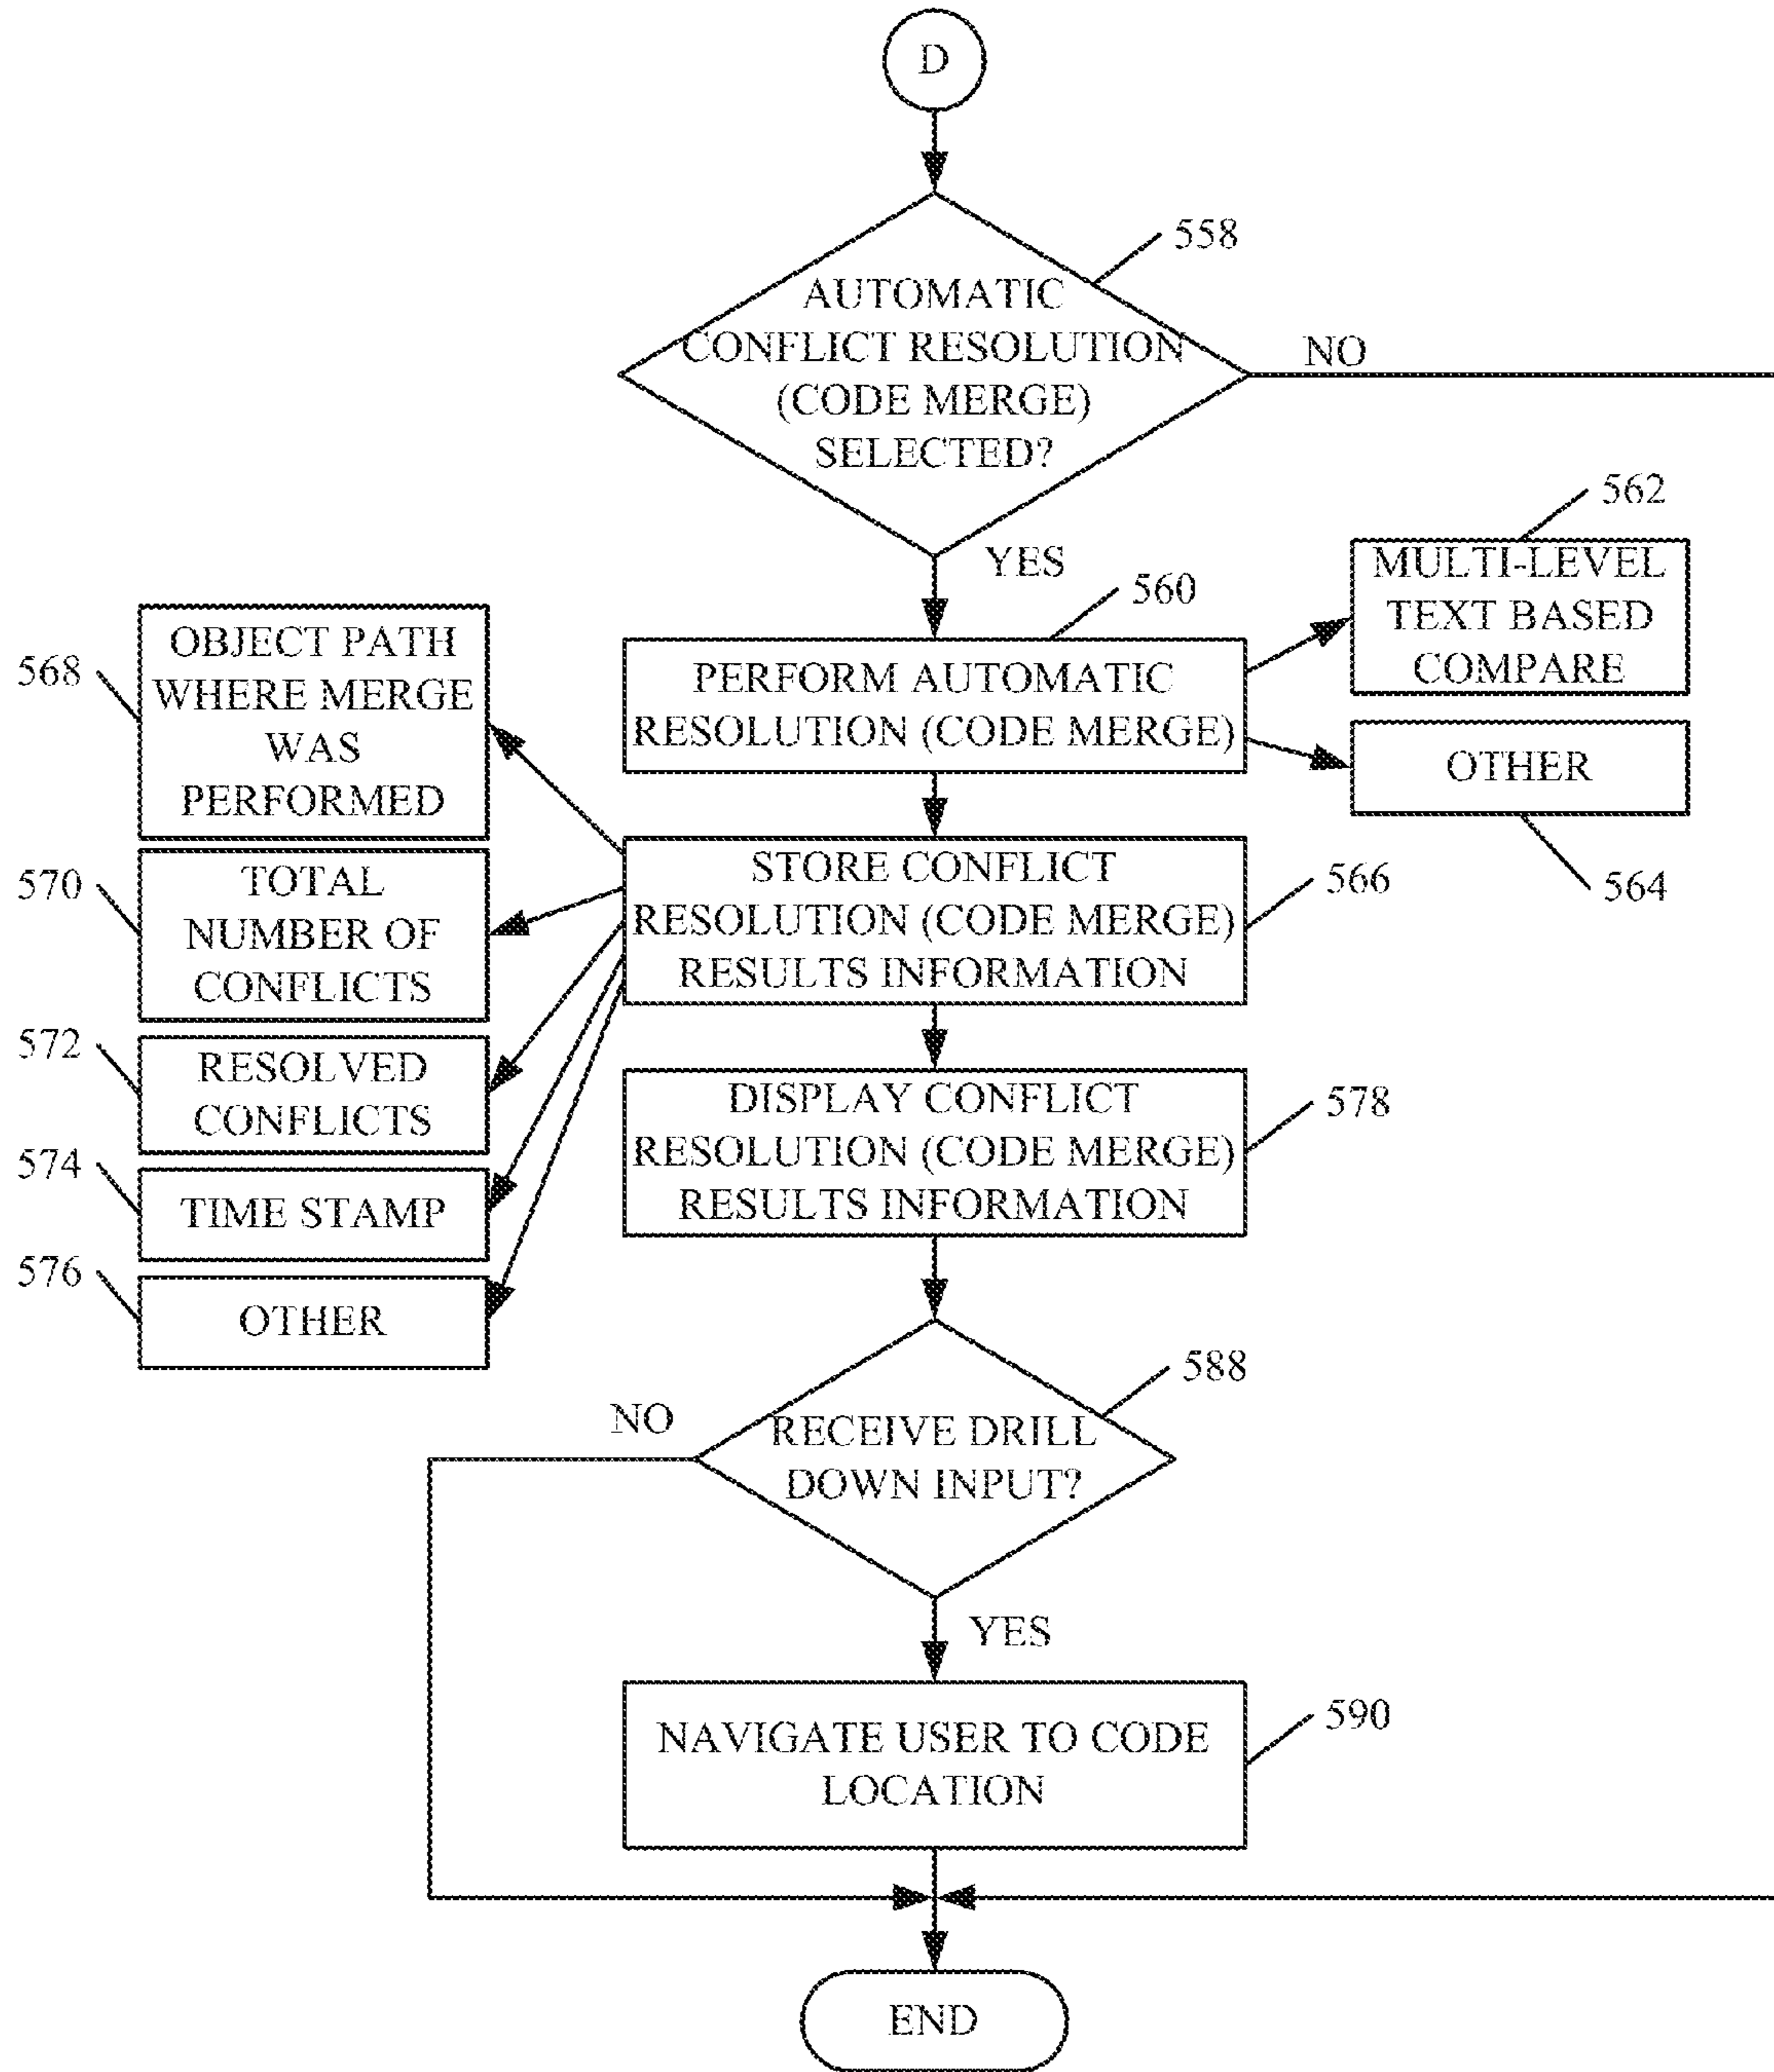 D
558
AUTOMATIC
CONFLICT RESOLUTION
(CODE MERGE)
SELECTED?
NO
YES
562
MULTI-LEVEL
TEXT BASED
COMPARE
560
PERFORM AUTOMATIC
RESOLUTION (CODE MERGE)
OTHER
564
568
OBJECT PATH
WHERE MERGE
WAS
PERFORMED
566
STORE CONFLICT
RESOLUTION (CODE MERGE)
RESULTS INFORMATION
570
TOTAL
NUMBER OF
CONFLICTS
572
RESOLVED
CONFLICTS
574
TIME STAMP
576
OTHER
578
DISPLAY CONFLICT
RESOLUTION (CODE MERGE)
RESULTS INFORMATION
588
NO
RECEIVE DRILL
DOWN INPUT?
YES
590
NAVIGATE USER TO CODE
LOCATION
END